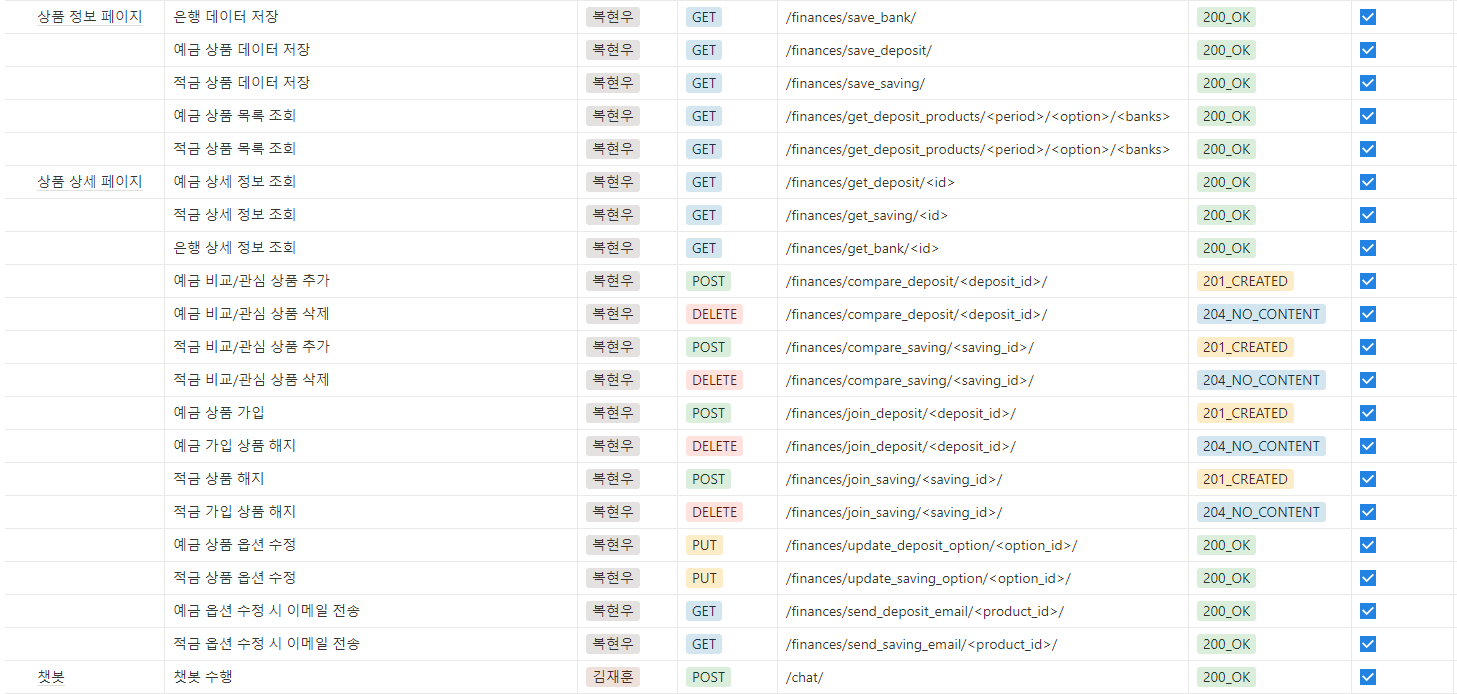 상품 정보 페이지 은행 데이터 저장 복현우 GET /finances/save_bank/ 200_OK
예금 상품 데이터 저장 복현우 GET /finances/save_deposit/ 200_OK
적금 상품 데이터 저장 복현우 GET /finances/save_saving/ 200_OK
예금 상품 목록 조회 복현우 GET /finances/get_deposit_products/<period>/<option>/<banks> 200_OK
적금 상품 목록 조회 복현우 GET /finances/get_deposit_products/<period>/<option>/<banks> 200_OK
상품 상세 페이지 예금 상세 정보 조회 복현우 GET /finances/get_deposit/<id> 200_OK
적금 상세 정보 조회 복현우 GET /finances/get_saving/<id> 200_OK
은행 상세 정보 조회 복현우 GET /finances/get_bank/<id> 200_OK
예금 비교/관심 상품 추가 복현우 POST /finances/compare_deposit/<deposit_id>/ 201_CREATED
예금 비교/관심 상품 삭제 복현우 DELETE /finances/compare_deposit/<deposit_id>/ 204_NO_CONTENT
적금 비교/관심 상품 추가 복현우 POST /finances/compare_saving/<saving_id>/ 201_CREATED
적금 비교/관심 상품 삭제 복현우 DELETE /finances/compare_saving/<saving_id>/ 204_NO_CONTENT
예금 상품 가입 복현우 POST /finances/join_deposit/<deposit_id>/ 201_CREATED
예금 가입 상품 해지 복현우 DELETE /finances/join_deposit/<deposit_id>/ 204_NO_CONTENT
적금 상품 해지 복현우 POST /finances/join_saving/<saving_id>/ 201_CREATED
적금 가입 상품 해지 복현우 DELETE /finances/join_saving/<saving_id>/ 204_NO_CONTENT
예금 상품 옵션 수정 복현우 PUT /finances/update_deposit_option/<option_id>/ 200_OK
적금 상품 옵션 수정 복현우 PUT /finances/update_saving_option/<option_id>/ 200_OK
예금 옵션 수정 시 이메일 전송 복현우 GET /finances/send_deposit_email/<product_id>/ 200_OK
적금 옵션 수정 시 이메일 전송 복현우 GET /finances/send_saving_email/<product_id>/ 200_OK
챗봇 챗봇 수행 김재훈 POST /chat/ 200_OK